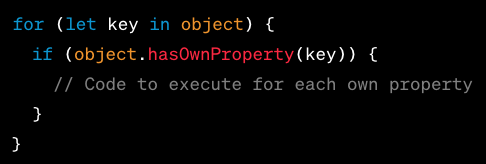 for (let key in object) {
  if (object.hasOwnProperty(key)) {
    // Code to execute for each own property
  }
}